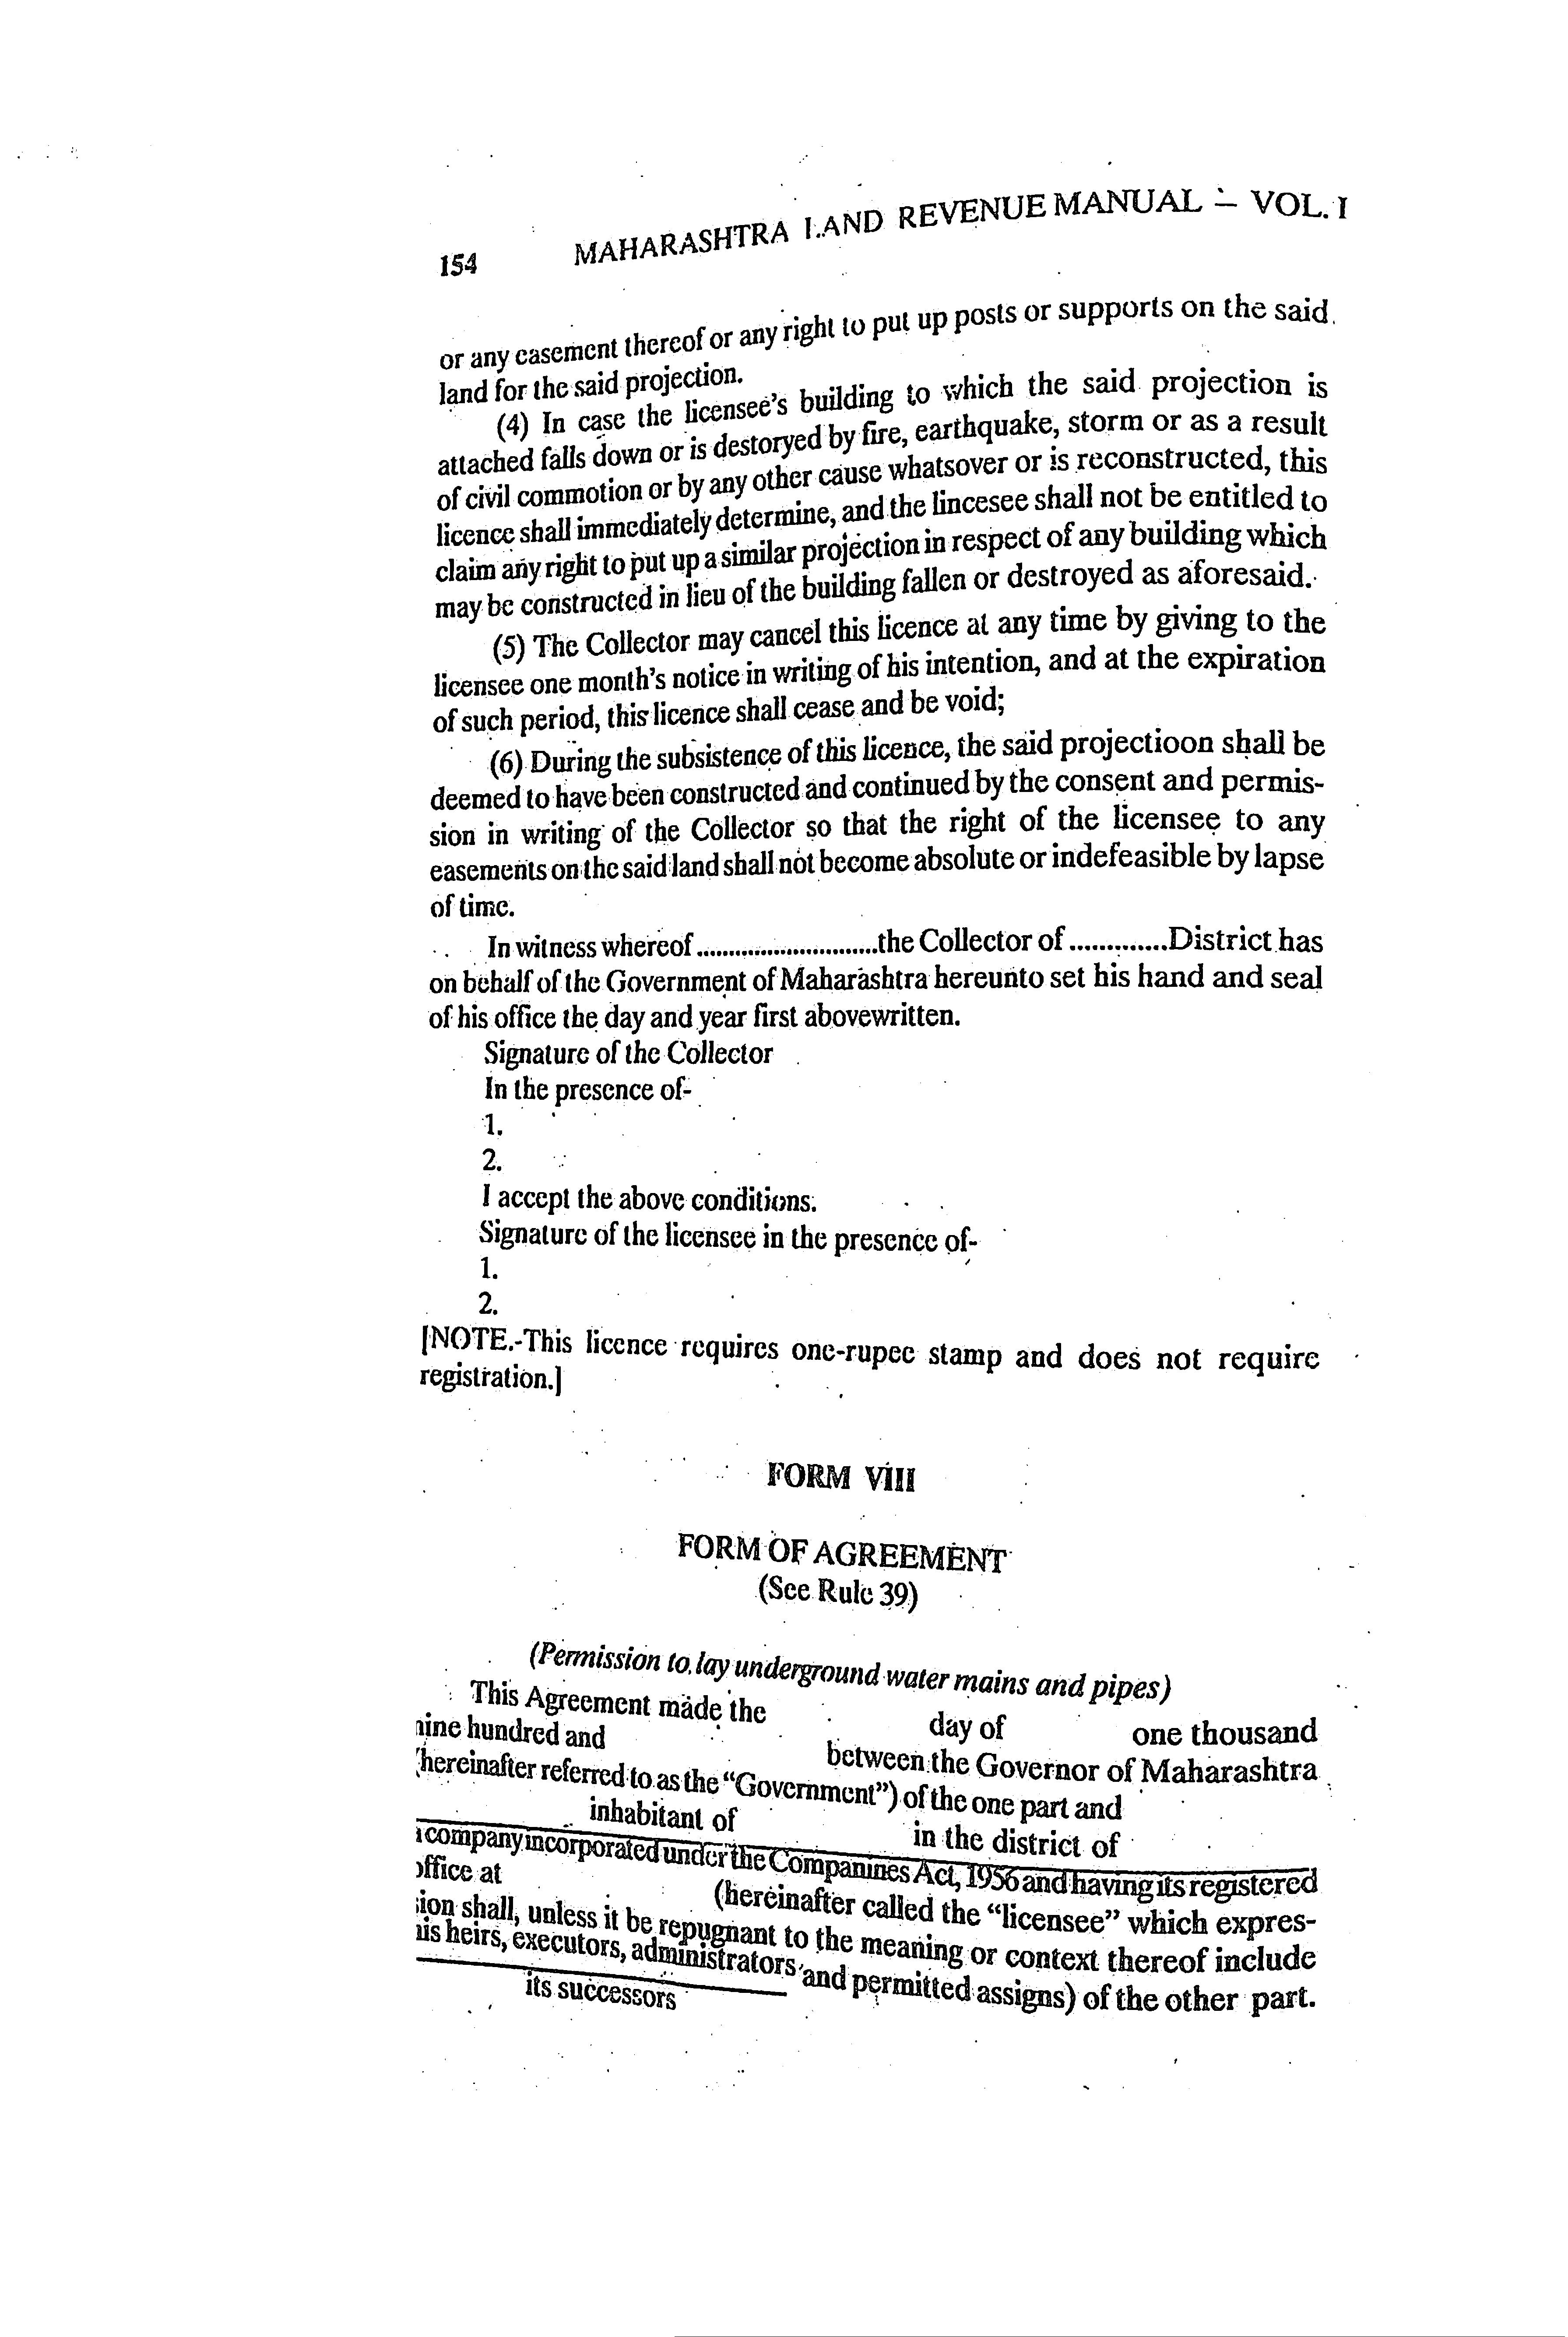 154 MAHARASHTRA LAND REVENUE MANUAL – VOL. I
or any easement thereof or any right to put up posts or supports on the said
land for the said projection.
(4) In case the licensee's building to which the said projection is
attached falls down or is destoryed by fire, earthquake, storm or as a result
of civil commotion or by any other cause whatsover or is reconstructed, this
licence shall immediately determine, and the lincesee shall not be entitled to
claim any right to put up a similar projection in respect of any building which
may be constructed in lieu of the building fallen or destroyed as aforesaid.
(5) The Collector may cancel this licence at any time by giving to the
licensee one month's notice in writing of his intention, and at the expiration
of such period, this licence shall cease and be void;
(6) During the subsistence of this licence, the said projectioon shall be
deemed to have been constructed and continued by the consent and permis-
sion in writing of the Collector so that the right of the licensee to any
easements on the said land shall not become absolute or indefeasible by lapse
of time.
In witness whereof ............................the Collector of .............District has
on behalf of the Government of Maharashtra hereunto set his hand and seal
of his office the day and year first abovewritten.
Signature of the Collector
In the presence of-
1.
2.
I accept the above conditions.
Signature of the licensee in the presence of-
1.
2.
[NOTE.-This licence requires one-rupee stamp and does not require
registration.]
FORM VIII
FORM OF AGREEMENT
(See Rule 39)
(Permission to lay underground water mains and pipes)
This Agreement made the day of one thousand
nine hundred and between the Governor of Maharashtra
(hereinafter referred to as the "Government") of the one part and
inhabitant of in the district of
a company incorporated under the Compainies Act, 1956 and having its registered
office at (hereinafter called the "licensee" which expres-
sion shall, unless it be repugnant to the meaning or context thereof include
his heirs, executors, administrators and permitted assigns) of the other part.
its successors